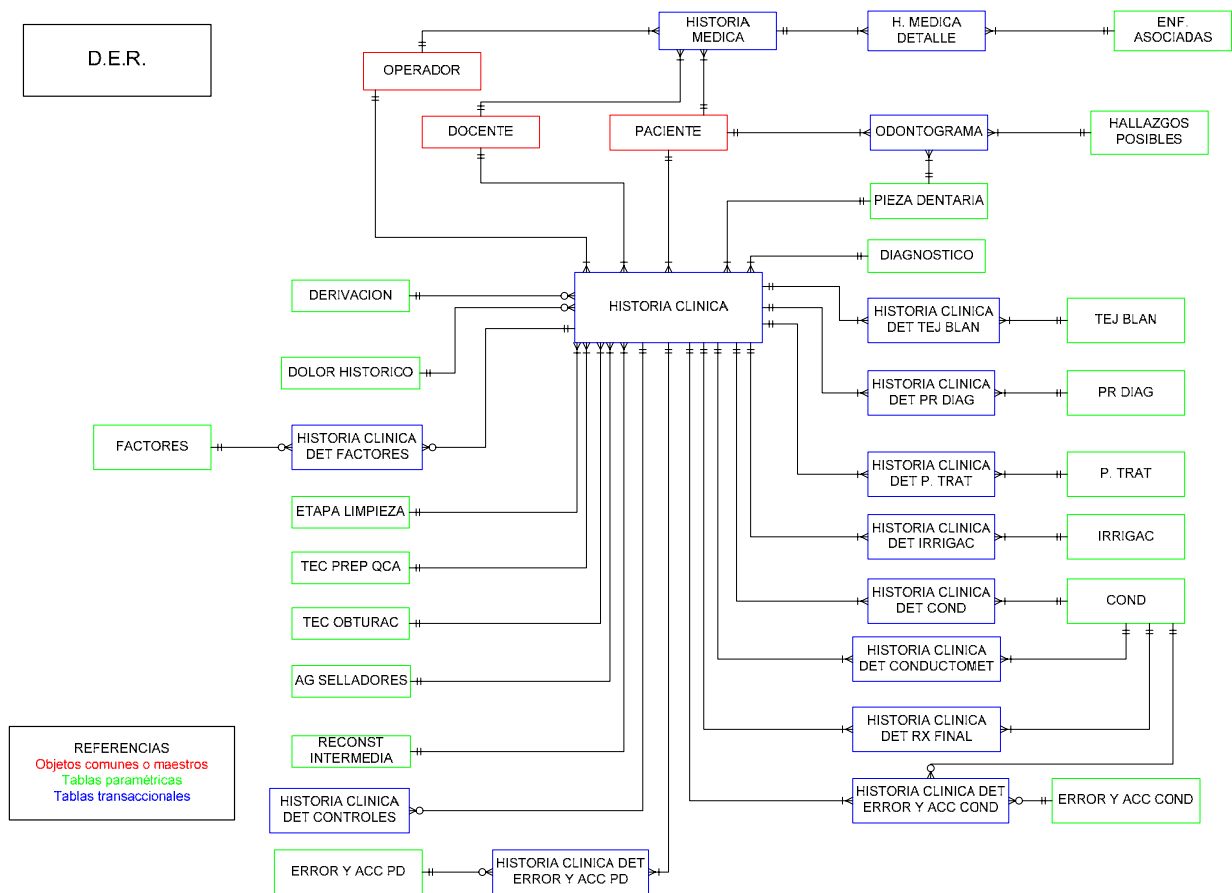 D.E.R.
HISTORIA
MEDICA
H. MEDICA
DETALLE
ENF.
ASOCIADAS
OPERADOR
DOCENTE
PACIENTE
ODONTOGRAMA
HALLAZGOS
POSIBLES
PIEZA DENTARIA
DIAGNOSTICO
DERIVACION
HISTORIA CLINICA
HISTORIA CLINICA
DET TEJ BLAN
TEJ BLAN
DOLOR HISTORICO
HISTORIA CLINICA
DET PR DIAG
PR DIAG
FACTORES
HISTORIA CLINICA
DET FACTORES
HISTORIA CLINICA
DET P. TRAT
P. TRAT
ETAPA LIMPIEZA
HISTORIA CLINICA
DET IRRIGAC
IRRIGAC
TEC PREP QCA
HISTORIA CLINICA
DET COND
COND
TEC OBTURAC
HISTORIA CLINICA
DET CONDUCTOMET
AG SELLADORES
HISTORIA CLINICA
DET RX FINAL
RECONST
INTERMEDIA
HISTORIA CLINICA DET
ERROR Y ACC COND
ERROR Y ACC COND
HISTORIA CLINICA
DET CONTROLES
ERROR Y ACC PD
HISTORIA CLINICA DET
ERROR Y ACC PD
REFERENCIAS
Objetos comunes o maestros
Tablas paramétricas
Tablas transaccionales